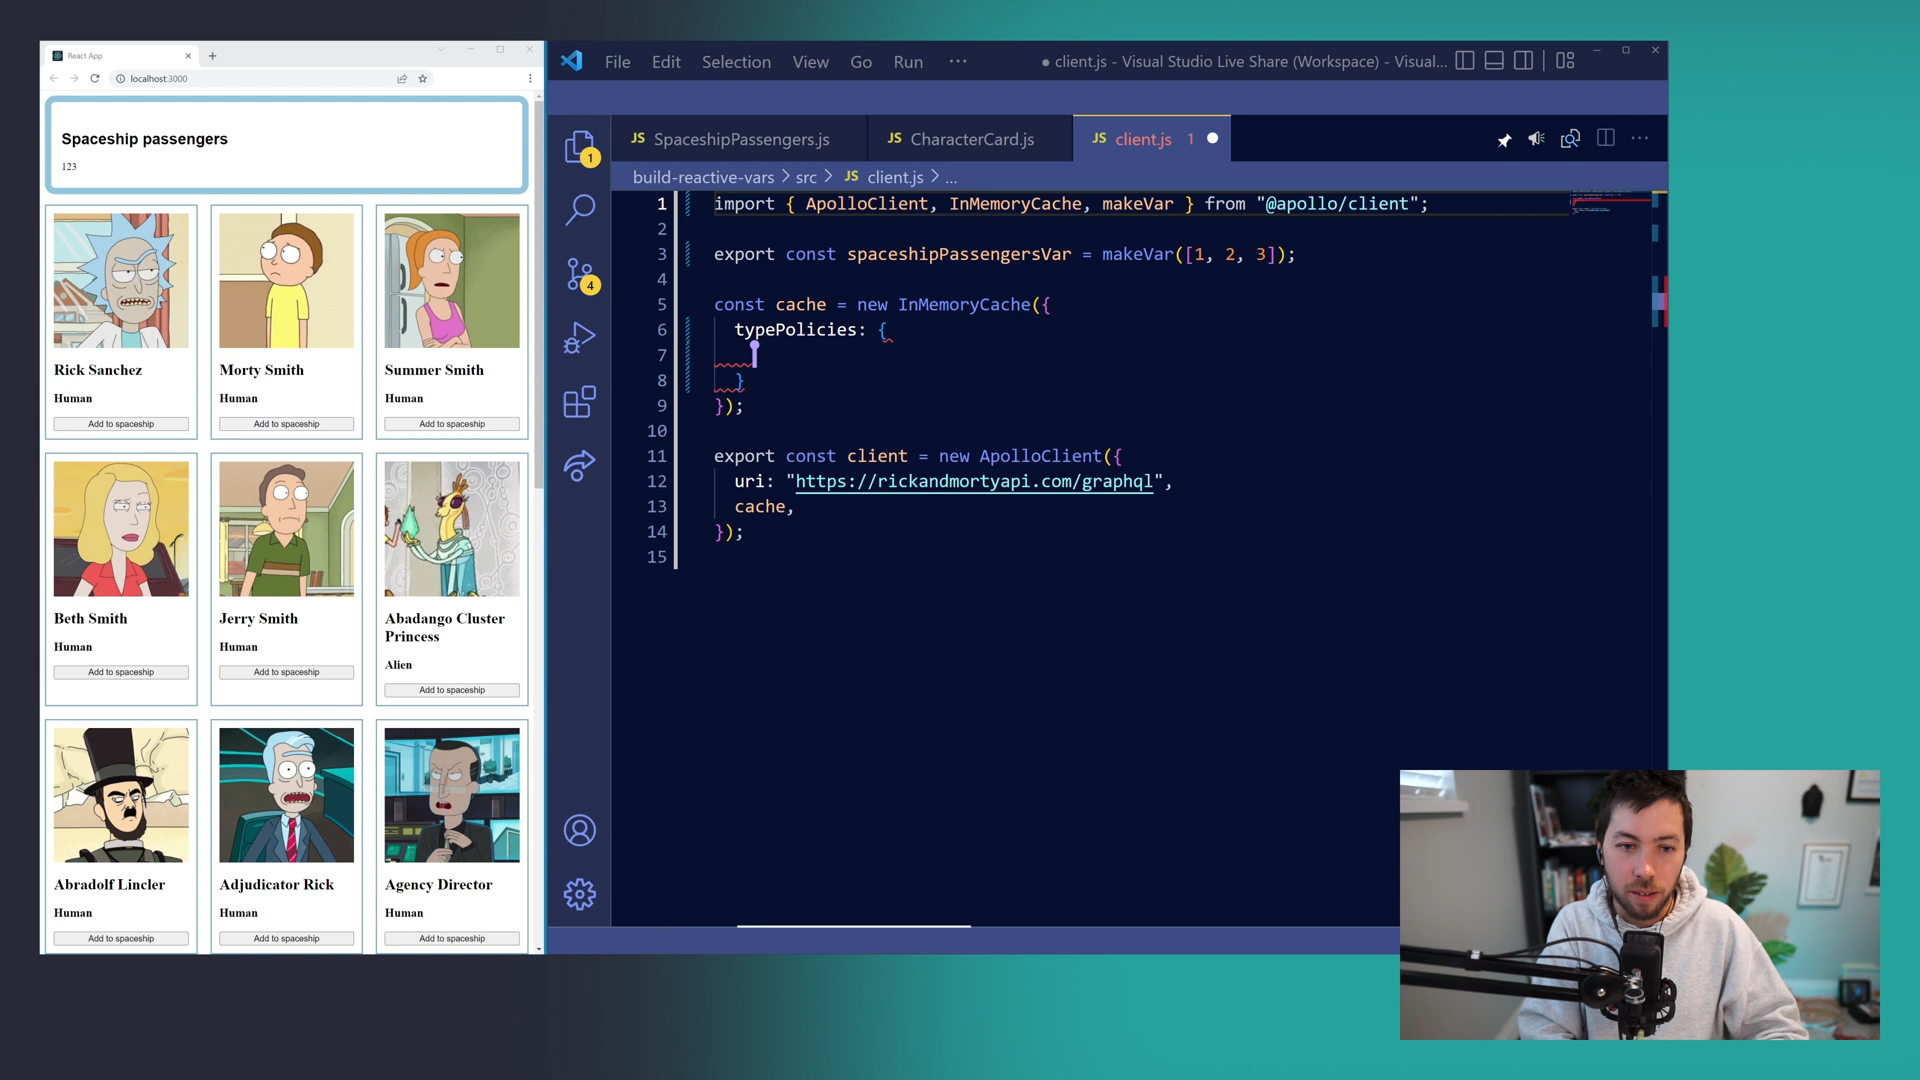 React App
localhost:3000
Spaceship passengers
123
Rick Sanchez
Human
Add to spaceship
Morty Smith
Human
Add to spaceship
Summer Smith
Human
Add to spaceship
Beth Smith
Human
Add to spaceship
Jerry Smith
Human
Add to spaceship
Abadango Cluster
Princess
Alien
Add to spaceship
Abradolf Lincler
Human
Add to spaceship
Adjudicator Rick
Human
Add to spaceship
Agency Director
Human
Add to spaceship
File Edit Selection View Go Run ···
● client.js - Visual Studio Live Share (Workspace) - Visual...
JS SpaceshipPassengers.js
JS CharacterCard.js
JS client.js 1
build-reactive-vars > src > JS client.js > ...
1
4
1 import { ApolloClient, InMemoryCache, makeVar } from "@apollo/client";
2
3 export const spaceshipPassengersVar = makeVar([1, 2, 3]);
4
5 const cache = new InMemoryCache({
6 typePolicies: {
7
8 }
9 });
10
11 export const client = new ApolloClient({
12 uri: "https://rickandmortyapi.com/graphql",
13 cache,
14 });
15